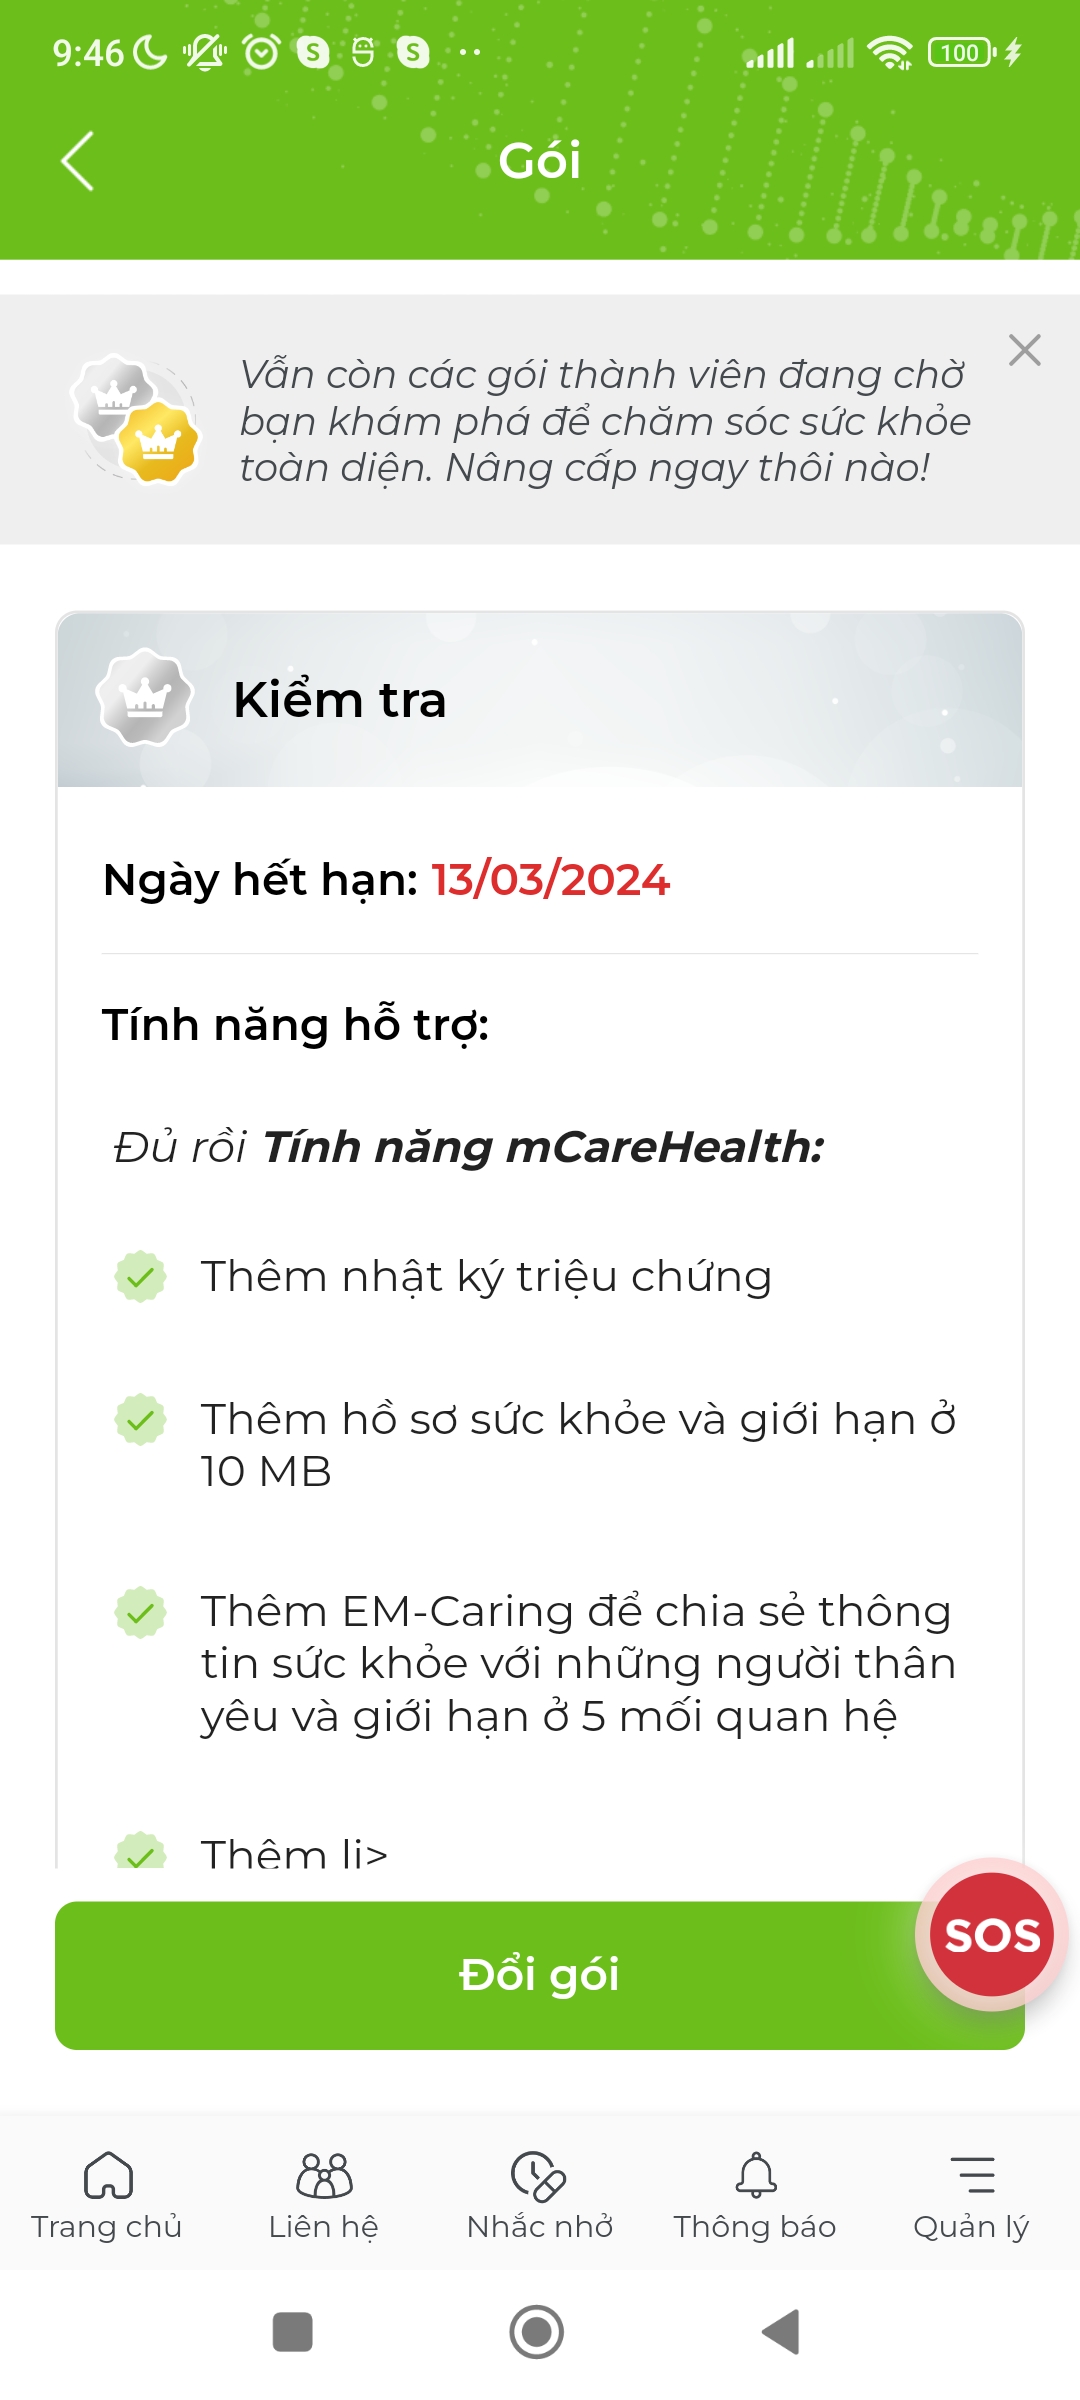 9:46
100
Gói
Vẫn còn các gói thành viên đang chờ
bạn khám phá để chăm sóc sức khỏe
toàn diện. Nâng cấp ngay thôi nào!
Kiểm tra
Ngày hết hạn: 13/03/2024
Tính năng hỗ trợ:
Đủ rồi Tính năng mCareHealth:
Thêm nhật ký triệu chứng
Thêm hồ sơ sức khỏe và giới hạn ở
10 MB
Thêm EM-Caring để chia sẻ thông
tin sức khỏe với những người thân
yêu và giới hạn ở 5 mối quan hệ
Thêm li>
SOS
Đổi gói
Trang chủ
Liên hệ
Nhắc nhở
Thông báo
Quản lý